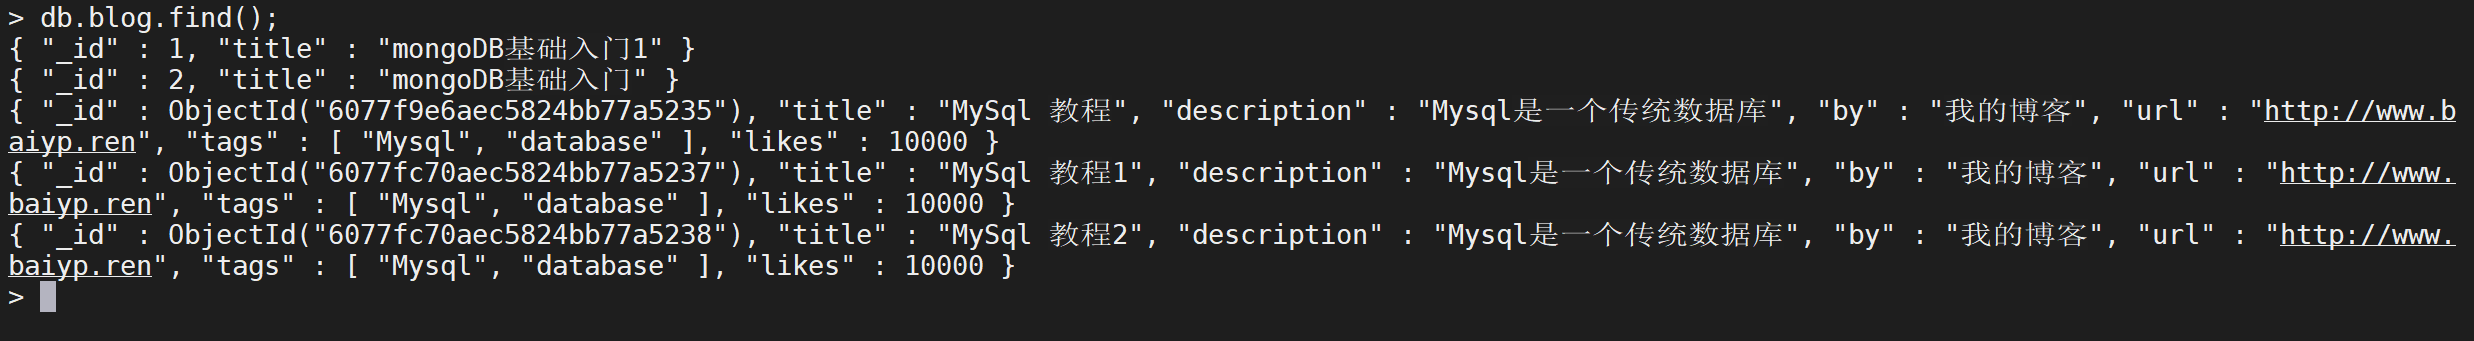 > db.blog.find();
{ "_id" : 1, "title" : "mongoDB基础入门1" }
{ "_id" : 2, "title" : "mongoDB基础入门" }
{ "_id" : ObjectId("6077f9e6aec5824bb77a5235"), "title" : "MySql 教程", "description" : "Mysql是一个传统数据库", "by" : "我的博客", "url" : "http://www.b
aiyp.ren", "tags" : [ "Mysql", "database" ], "likes" : 10000 }
{ "_id" : ObjectId("6077fc70aec5824bb77a5237"), "title" : "MySql 教程1", "description" : "Mysql是一个传统数据库", "by" : "我的博客", "url" : "http://www.
baiyp.ren", "tags" : [ "Mysql", "database" ], "likes" : 10000 }
{ "_id" : ObjectId("6077fc70aec5824bb77a5238"), "title" : "MySql 教程2", "description" : "Mysql是一个传统数据库", "by" : "我的博客", "url" : "http://www.
baiyp.ren", "tags" : [ "Mysql", "database" ], "likes" : 10000 }
>